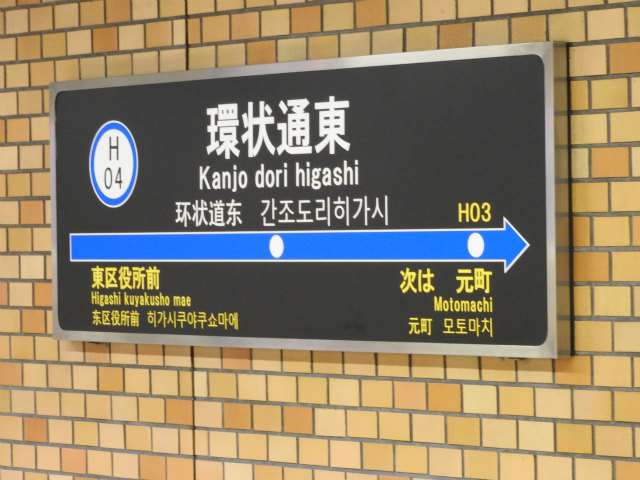 H
04
環状通東
Kanjo dori higashi
环状道东 간조도리히가시
H03
東区役所前
Higashi kuyakusho mae
东区役所前 히가시쿠야쿠쇼마에
次は 元町
Motomachi
元町 모토마치